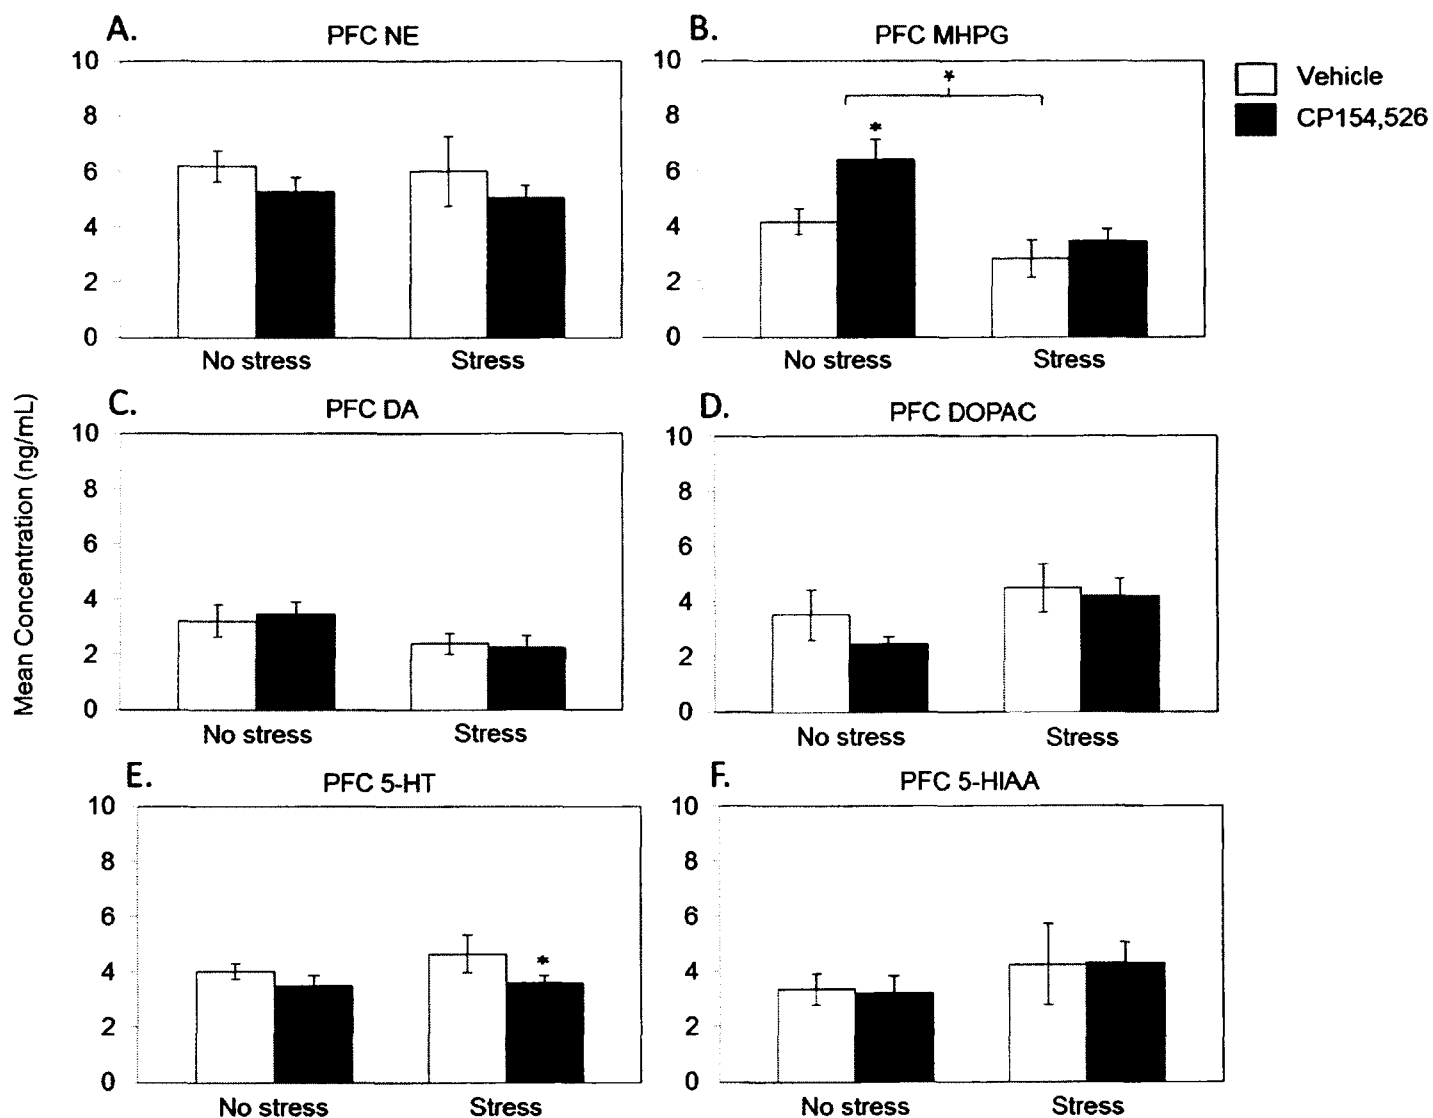 A.
PFC NE
10
8
6
4
2
0
No stress
Stress
B.
PFC MHPG
10
8
6
4
2
0
*
*
No stress
Stress
Vehicle
CP154,526
Mean Concentration (ng/mL)
C.
PFC DA
10
8
6
4
2
0
No stress
Stress
D.
PFC DOPAC
10
8
6
4
2
0
No stress
Stress
E.
PFC 5-HT
10
8
6
4
2
0
*
No stress
Stress
F.
PFC 5-HIAA
10
8
6
4
2
0
No stress
Stress